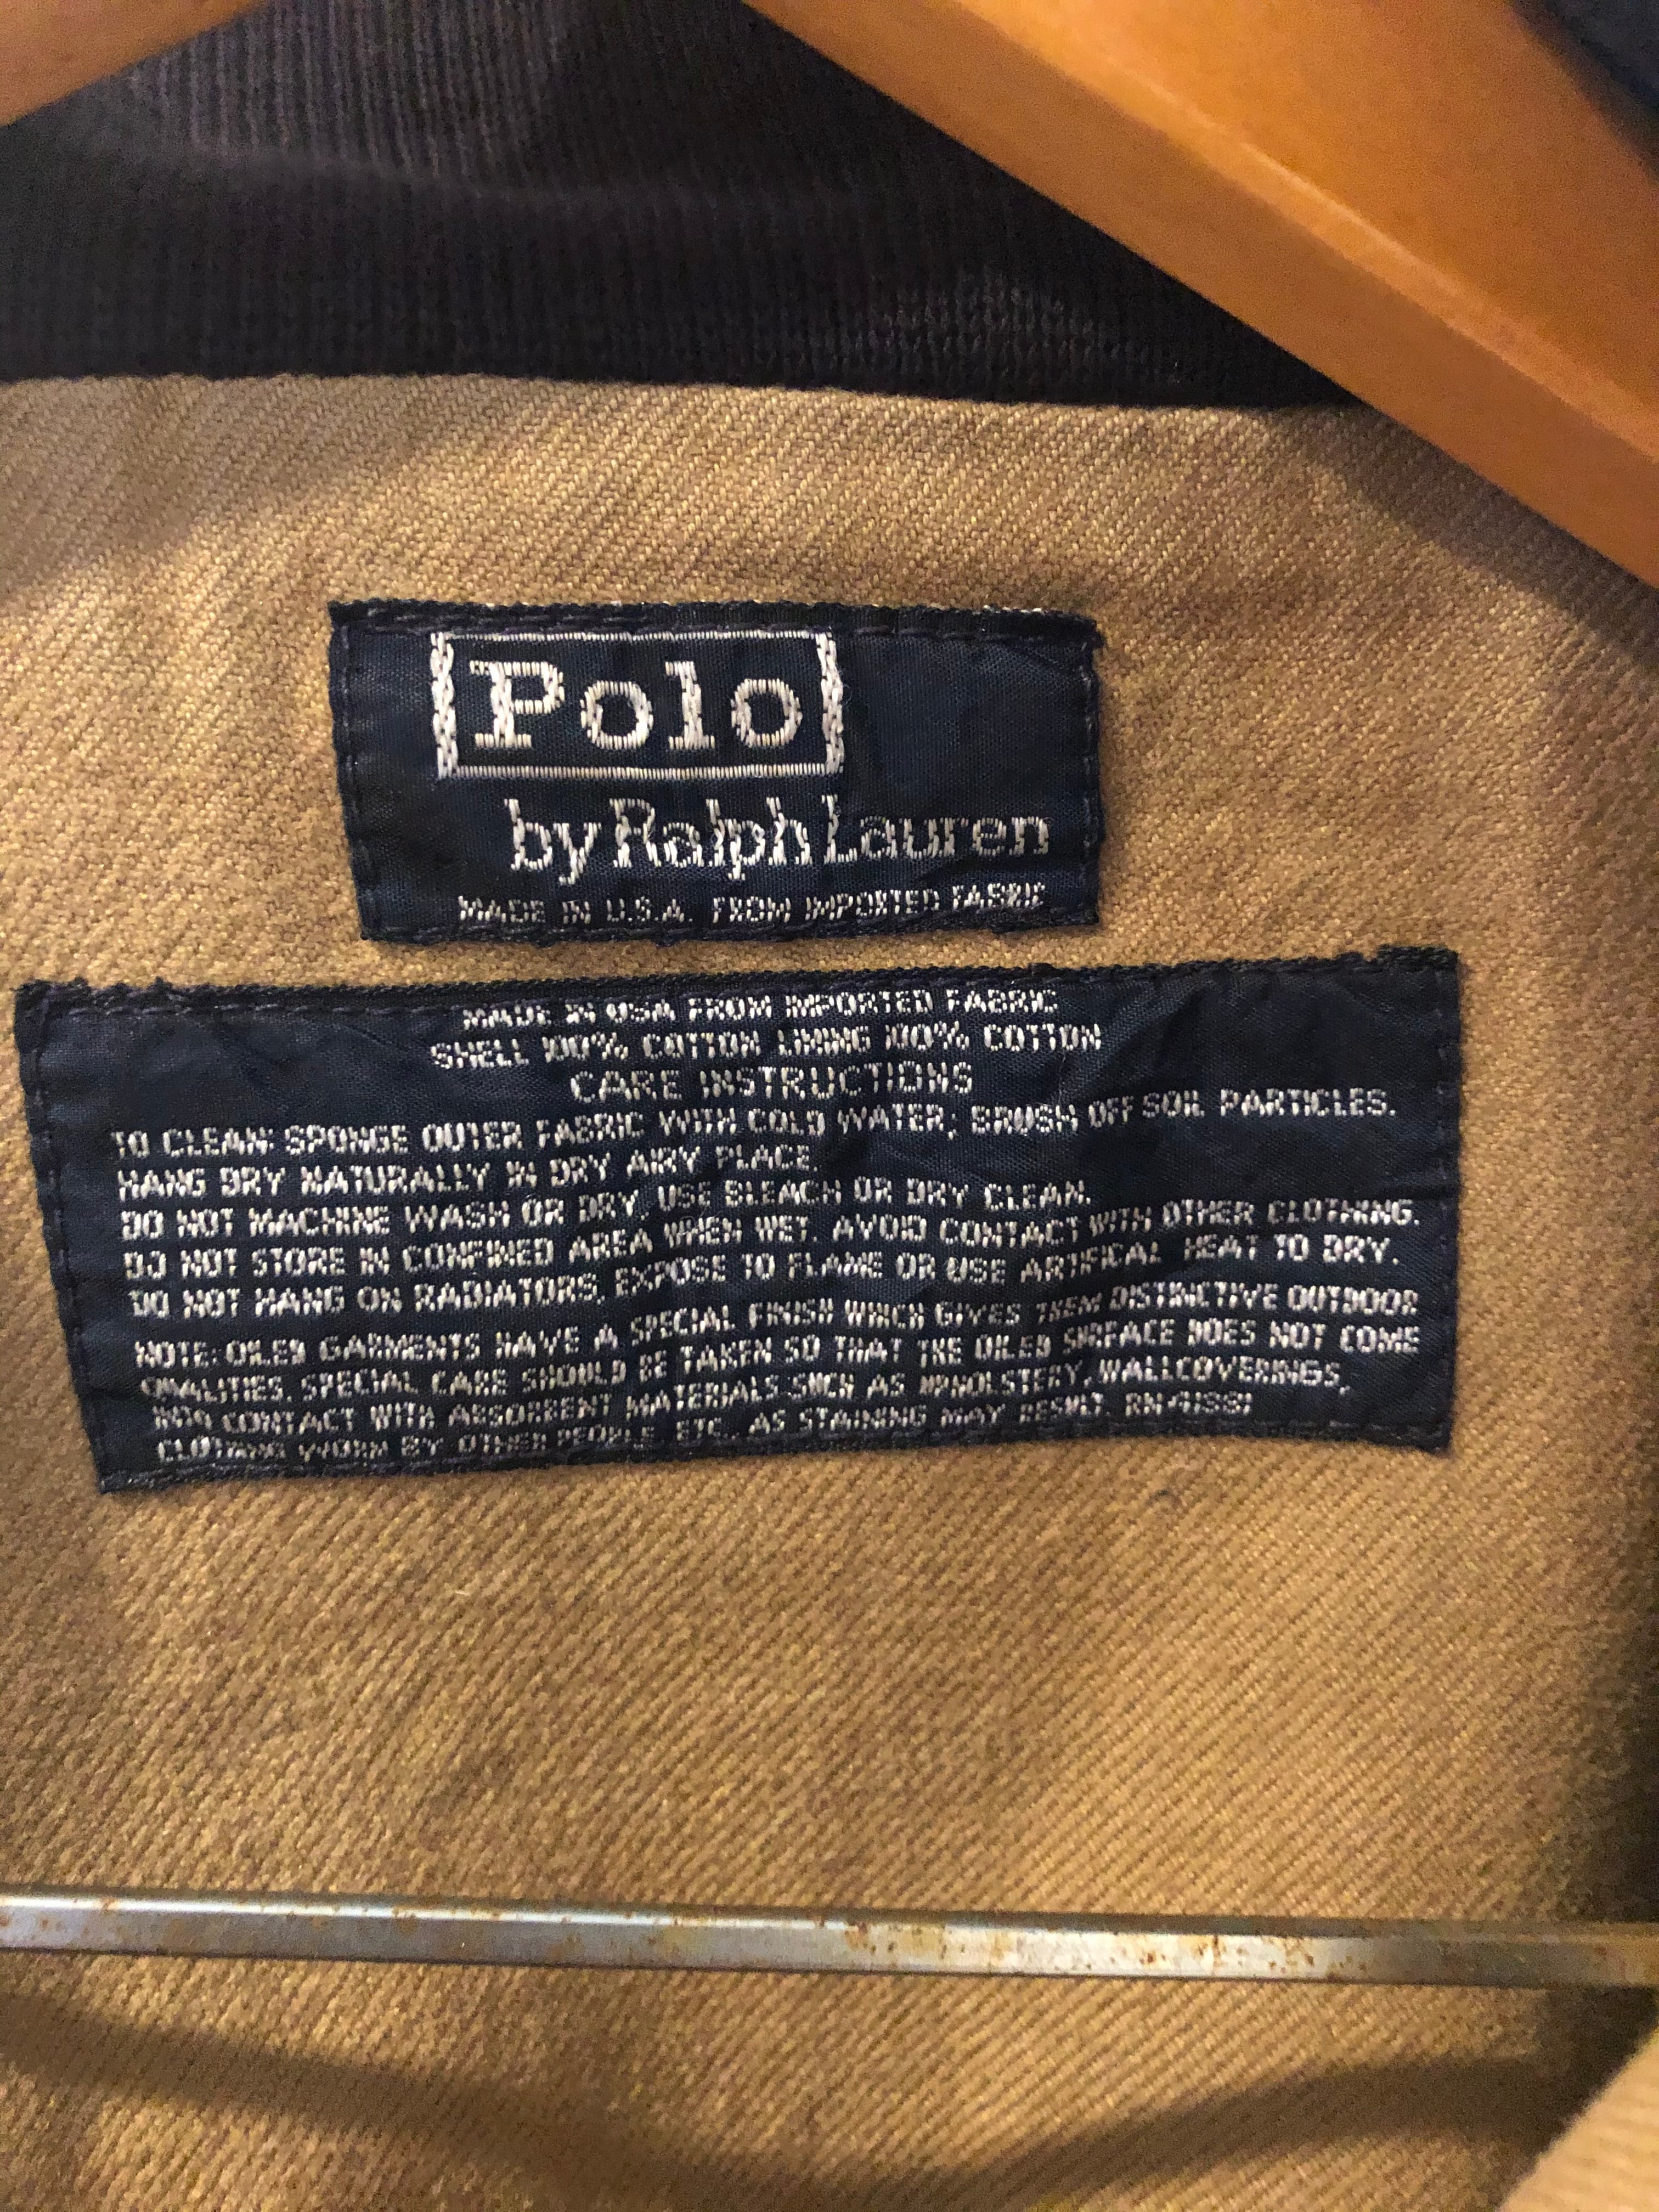 Polo
by Ralph Lauren
MADE IN U.S.A. FROM IMPORTED FABRIC
MADE IN USA FROM IMPORTED FABRIC
SHELL 100% COTTON LINING 100% COTTON
CARE INSTRUCTIONS
TO CLEAN: SPONGE OUTER FABRIC WITH COLD WATER; BRUSH OFF SOIL PARTICLES.
HANG DRY NATURALLY IN DRY AIRY PLACE.
DO NOT MACHINE WASH OR DRY, USE BLEACH OR DRY CLEAN.
DO NOT STORE IN CONFINED AREA WHEN WET. AVOID CONTACT WITH OTHER CLOTHING.
DO NOT HANG ON RADIATORS, EXPOSE TO FLAME OR USE ARTIFICAL HEAT TO DRY.
NOTE: OILED GARMENTS HAVE A SPECIAL FINISH WHICH GIVES THEM DISTINCTIVE OUTDOOR
QUALITIES. SPECIAL CARE SHOULD BE TAKEN SO THAT THE OILED SURFACE DOES NOT COME
INTO CONTACT WITH ABSORBENT MATERIALS SUCH AS UPHOLSTERY, WALLCOVERINGS,
CLOTHING WORN BY OTHER PEOPLE, ETC., AS STAINING MAY RESULT. RN 41381